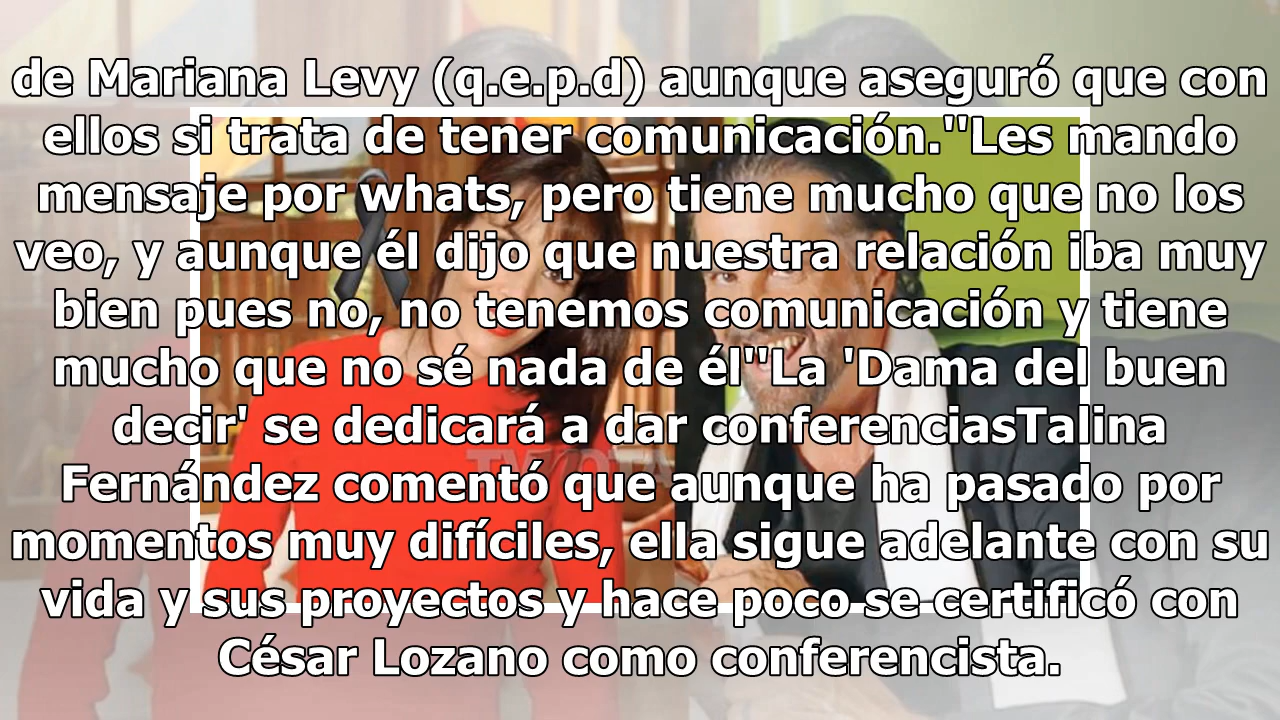 de Mariana Levy (q.e.p.d) aunque aseguró que con
ellos si trata de tener comunicación."Les mando
mensaje por whats, pero tiene mucho que no los
veo, y aunque él dijo que nuestra relación iba muy
bien pues no, no tenemos comunicación y tiene
mucho que no sé nada de él"La 'Dama del buen
decir' se dedicará a dar conferenciasTalina
Fernández comentó que aunque ha pasado por
momentos muy difíciles, ella sigue adelante con su
vida y sus proyectos y hace poco se certificó con
César Lozano como conferencista.